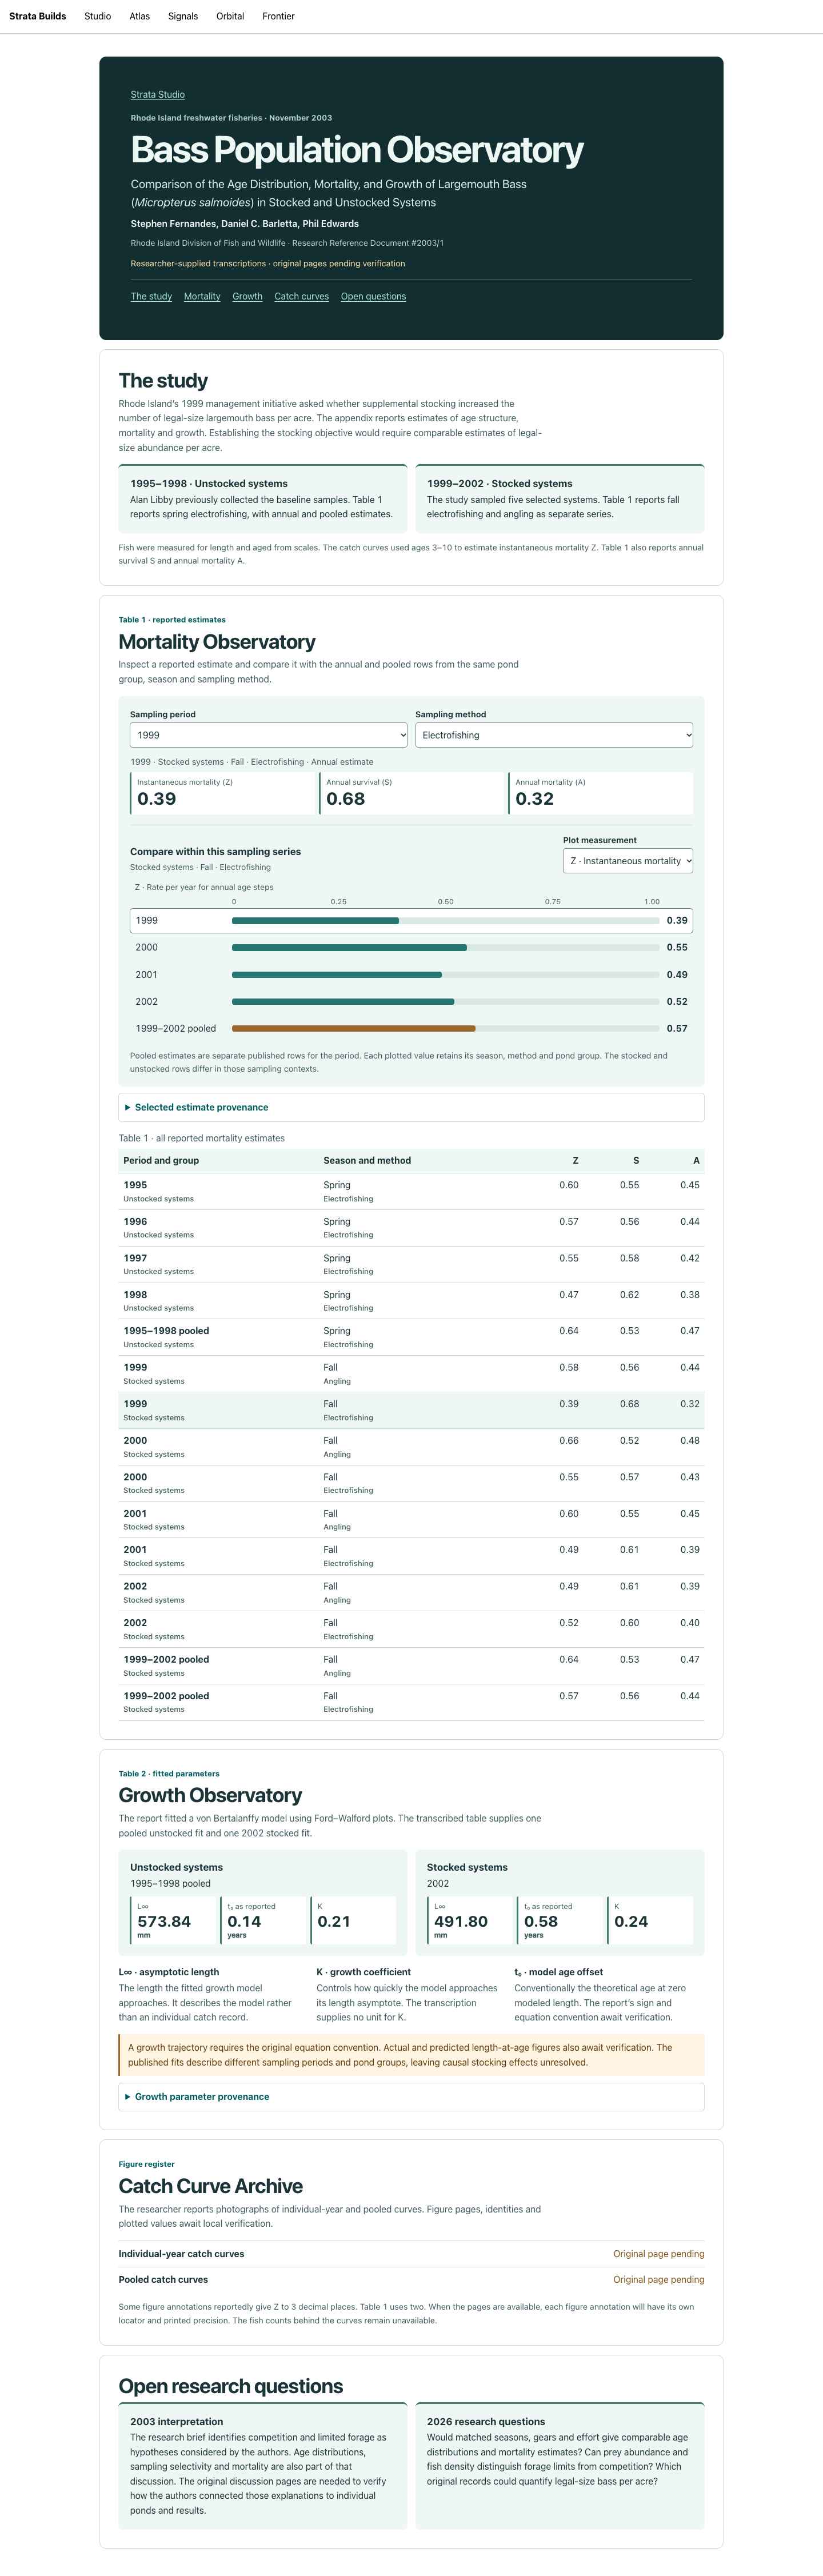 Strata Builds Studio Atlas Signals Orbital Frontier
Strata Studio
Rhode Island freshwater fisheries · November 2003
Bass Population Observatory
Comparison of the Age Distribution, Mortality, and Growth of Largemouth Bass
(Micropterus salmoides) in Stocked and Unstocked Systems
Stephen Fernandes, Daniel C. Barletta, Phil Edwards
Rhode Island Division of Fish and Wildlife · Research Reference Document #2003/1
Researcher-supplied transcriptions · original pages pending verification
The study Mortality Growth Catch curves Open questions
The study
Rhode Island's 1999 management initiative asked whether supplemental stocking increased the
number of legal-size largemouth bass per acre. The appendix reports estimates of age structure,
mortality and growth. Establishing the stocking objective would require comparable estimates of legal-
size abundance per acre.
1995–1998 · Unstocked systems
Alan Libby previously collected the baseline samples. Table 1
reports spring electrofishing, with annual and pooled estimates.
1999–2002 · Stocked systems
The study sampled five selected systems. Table 1 reports fall
electrofishing and angling as separate series.
Fish were measured for length and aged from scales. The catch curves used ages 3–10 to estimate instantaneous mortality Z. Table 1 also reports annual
survival S and annual mortality A.
Table 1 · reported estimates
Mortality Observatory
Inspect a reported estimate and compare it with the annual and pooled rows from the same pond
group, season and sampling method.
Sampling period
1999
Sampling method
Electrofishing
1999 · Stocked systems · Fall · Electrofishing · Annual estimate
Instantaneous mortality (Z)
0.39
Annual survival (S)
0.68
Annual mortality (A)
0.32
Compare within this sampling series
Stocked systems · Fall · Electrofishing
Plot measurement
Z · Instantaneous mortality
Z · Rate per year for annual age steps
0 0.25 0.50 0.75 1.00
1999 0.39
2000 0.55
2001 0.49
2002 0.52
1999–2002 pooled 0.57
Pooled estimates are separate published rows for the period. Each plotted value retains its season, method and pond group. The stocked and
unstocked rows differ in those sampling contexts.
Selected estimate provenance
Table 1 · all reported mortality estimates
Period and group Season and method Z S A
1995 Spring 0.60 0.55 0.45
Unstocked systems Electrofishing
1996 Spring 0.57 0.56 0.44
Unstocked systems Electrofishing
1997 Spring 0.55 0.58 0.42
Unstocked systems Electrofishing
1998 Spring 0.47 0.62 0.38
Unstocked systems Electrofishing
1995–1998 pooled Spring 0.64 0.53 0.47
Unstocked systems Electrofishing
1999 Fall 0.58 0.56 0.44
Stocked systems Angling
1999 Fall 0.39 0.68 0.32
Stocked systems Electrofishing
2000 Fall 0.66 0.52 0.48
Stocked systems Angling
2000 Fall 0.55 0.57 0.43
Stocked systems Electrofishing
2001 Fall 0.60 0.55 0.45
Stocked systems Angling
2001 Fall 0.49 0.61 0.39
Stocked systems Electrofishing
2002 Fall 0.49 0.61 0.39
Stocked systems Angling
2002 Fall 0.52 0.60 0.40
Stocked systems Electrofishing
1999–2002 pooled Fall 0.64 0.53 0.47
Stocked systems Angling
1999–2002 pooled Fall 0.57 0.56 0.44
Stocked systems Electrofishing
Table 2 · fitted parameters
Growth Observatory
The report fitted a von Bertalanffy model using Ford–Walford plots. The transcribed table supplies one
pooled unstocked fit and one 2002 stocked fit.
Unstocked systems
1995–1998 pooled
L∞
573.84
mm
t₀ as reported
0.14
years
K
0.21
Stocked systems
2002
L∞
491.80
mm
t₀ as reported
0.58
years
K
0.24
L∞ · asymptotic length
The length the fitted growth model
approaches. It describes the model rather
than an individual catch record.
K · growth coefficient
Controls how quickly the model approaches
its length asymptote. The transcription
supplies no unit for K.
t₀ · model age offset
Conventionally the theoretical age at zero
modeled length. The report's sign and
equation convention await verification.
A growth trajectory requires the original equation convention. Actual and predicted length-at-age figures also await verification. The
published fits describe different sampling periods and pond groups, leaving causal stocking effects unresolved.
Growth parameter provenance
Figure register
Catch Curve Archive
The researcher reports photographs of individual-year and pooled curves. Figure pages, identities and
plotted values await local verification.
Individual-year catch curves Original page pending
Pooled catch curves Original page pending
Some figure annotations reportedly give Z to 3 decimal places. Table 1 uses two. When the pages are available, each figure annotation will have its own
locator and printed precision. The fish counts behind the curves remain unavailable.
Open research questions
2003 interpretation
The research brief identifies competition and limited forage as
hypotheses considered by the authors. Age distributions,
sampling selectivity and mortality are also part of that
discussion. The original discussion pages are needed to verify
how the authors connected those explanations to individual
ponds and results.
2026 research questions
Would matched seasons, gears and effort give comparable age
distributions and mortality estimates? Can prey abundance and
fish density distinguish forage limits from competition? Which
original records could quantify legal-size bass per acre?